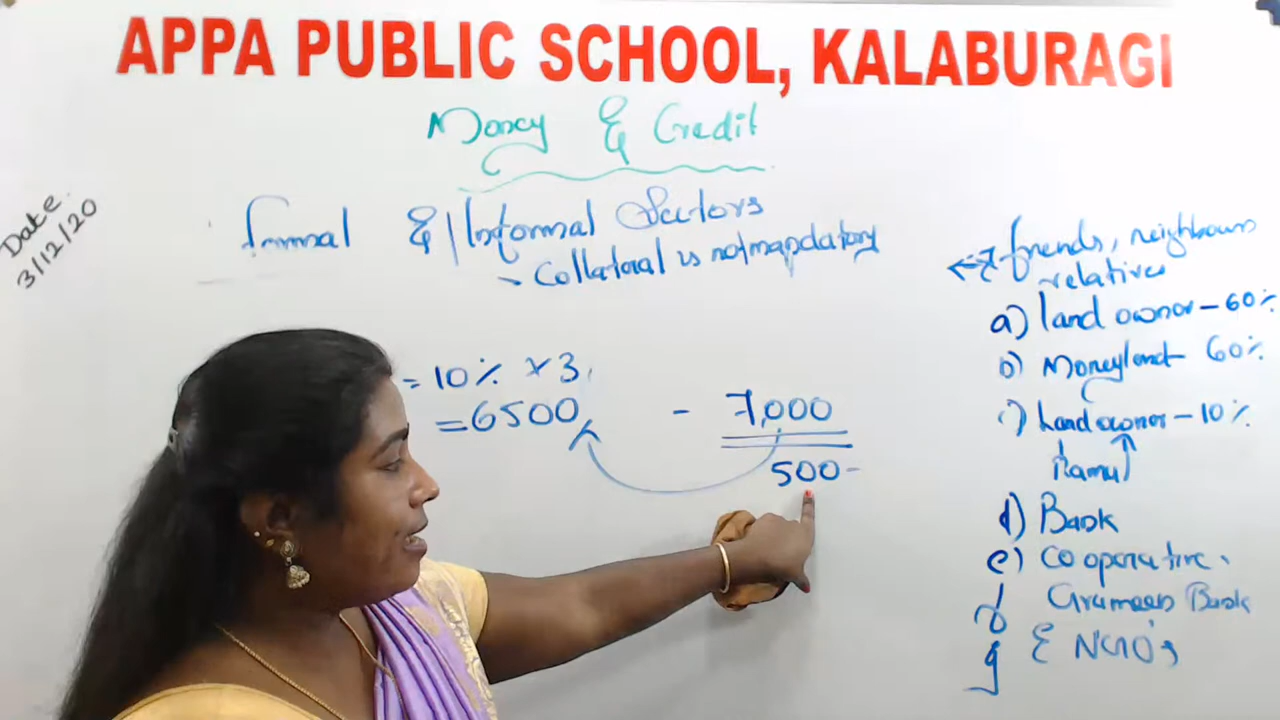 APPA PUBLIC SCHOOL, KALABURAGI
Money & Credit
Date:
3/12/20
Formal & | Informal Sectors
- Collateral is not mandatory
friends, neighbours
relatives
a) land owner - 60%
b) Moneylend - 60%
= 10% x 3
= 6500
- 7,000
500-
Land owner - 10%
Ramu
d) Bank
e) Co operative
f
Grameen Bank
g
& NGO's